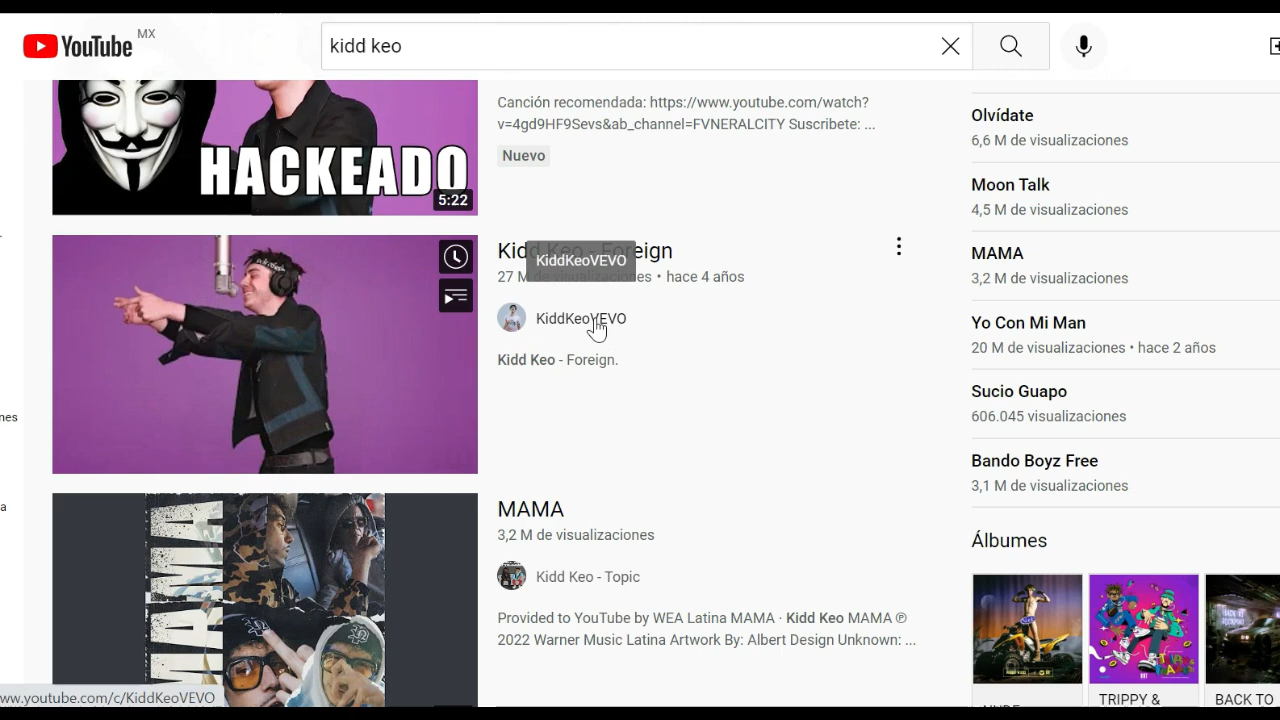 YouTube MX
kidd keo
Canción recomendada: https://www.youtube.com/watch?
v=4gd9HF9Sevs&ab_channel=FVNERALCITY Suscribete: ...
Nuevo
HACKEADO
5:22
Kidd Keo - Foreign
KiddKeoVEVO
27 M de visualizaciones • hace 4 años
KiddKeoVEVO
Kidd Keo - Foreign.
MAMA
MAMA
3,2 M de visualizaciones
Kidd Keo - Topic
Provided to YouTube by WEA Latina MAMA · Kidd Keo MAMA ℗
2022 Warner Music Latina Artwork By: Albert Design Unknown: ...
Olvídate
6,6 M de visualizaciones
Moon Talk
4,5 M de visualizaciones
MAMA
3,2 M de visualizaciones
Yo Con Mi Man
20 M de visualizaciones • hace 2 años
Sucio Guapo
606.045 visualizaciones
Bando Boyz Free
3,1 M de visualizaciones
Álbumes
TRIPPY &
BACK TO
nes
a
ww.youtube.com/c/KiddKeoVEVO